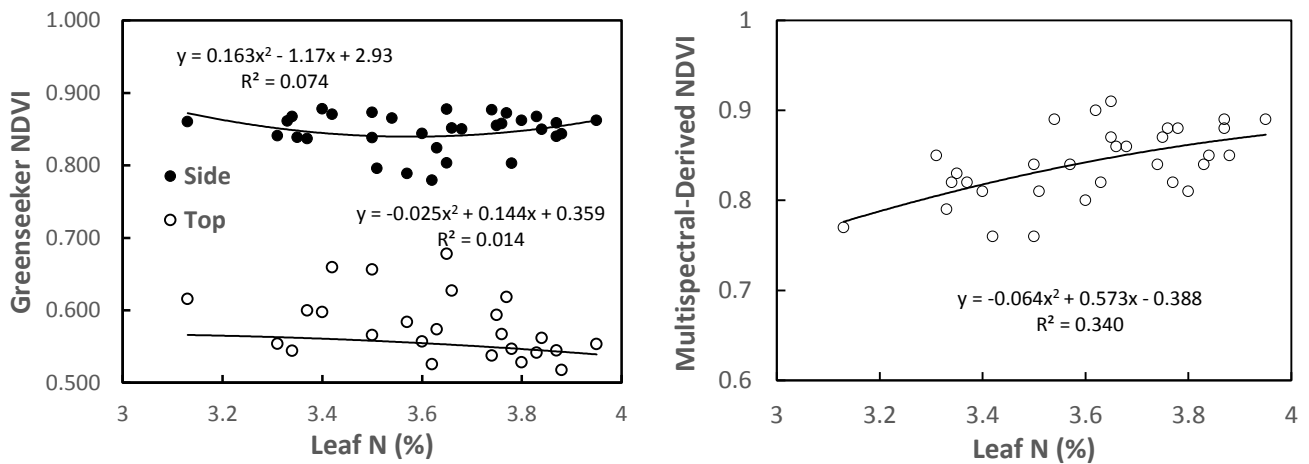 Greenseeker NDVI
1.000
0.900
0.800
0.700
0.600
0.500
y = 0.163x² - 1.17x + 2.93
R² = 0.074
Side
Top
y = -0.025x² + 0.144x + 0.359
R² = 0.014
3 3.2 3.4 3.6 3.8 4
Leaf N (%)
Multispectral-Derived NDVI
1
0.9
0.8
0.7
0.6
y = -0.064x² + 0.573x - 0.388
R² = 0.340
3 3.2 3.4 3.6 3.8 4
Leaf N (%)